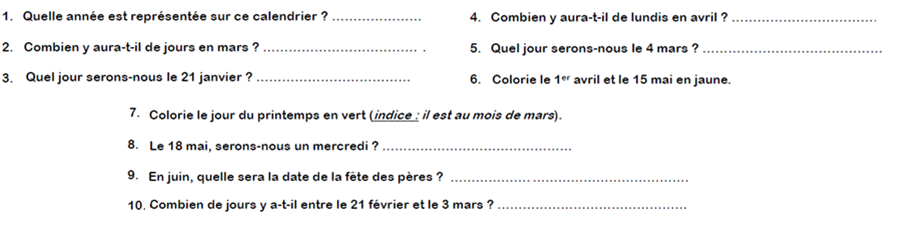 1. Quelle année est représentée sur ce calendrier ? ........................
4. Combien y aura-t-il de lundis en avril ? ......................................
2. Combien y aura-t-il de jours en mars ? ......................................... .
5. Quel jour serons-nous le 4 mars ? ................................................
3. Quel jour serons-nous le 21 janvier ? .........................................
6. Colorie le 1er avril et le 15 mai en jaune.
7. Colorie le jour du printemps en vert (indice : il est au mois de mars).
8. Le 18 mai, serons-nous un mercredi ? ..................................................
9. En juin, quelle sera la date de la fête des pères ? ...............................................................
10. Combien de jours y a-t-il entre le 21 février et le 3 mars ? ..................................................